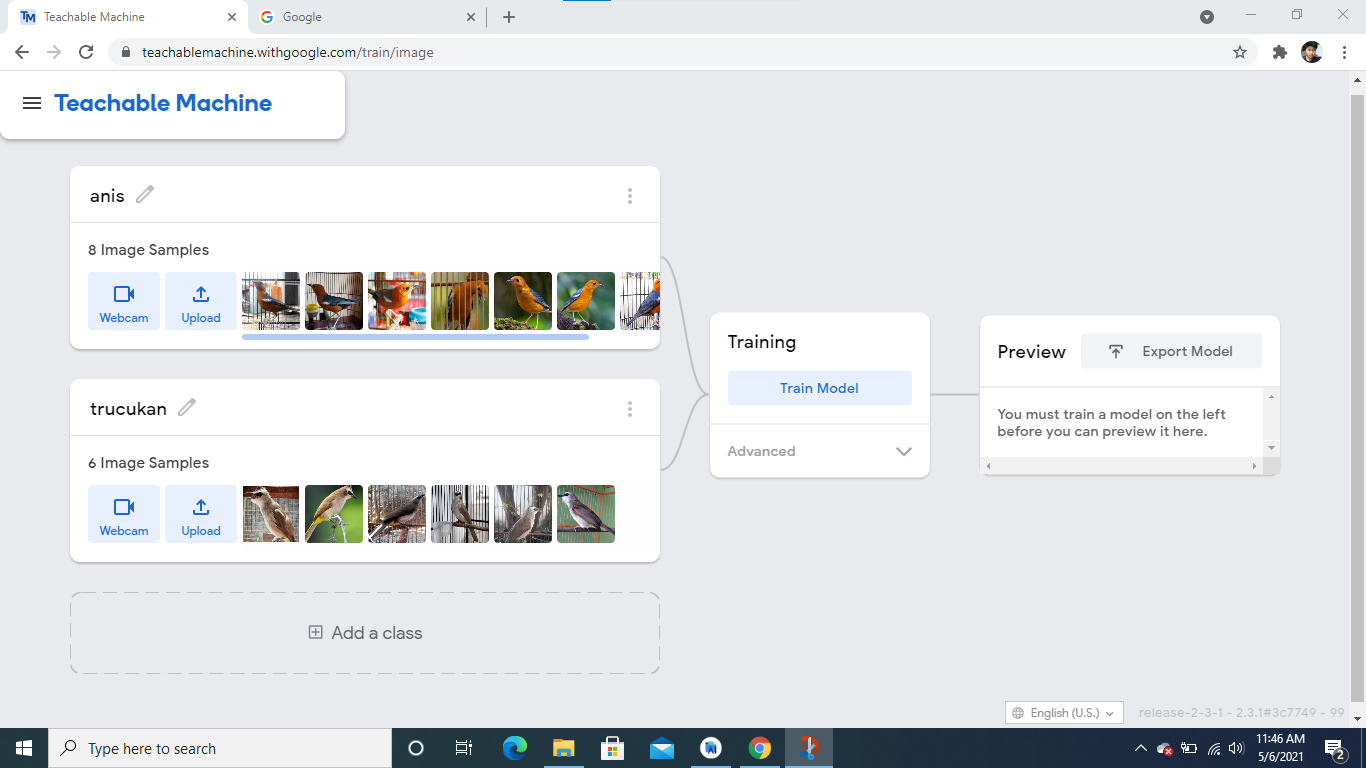 Teachable Machine
Google
teachablemachine.withgoogle.com/train/image
Teachable Machine
anis
8 Image Samples
Webcam
Upload
trucukan
6 Image Samples
Webcam
Upload
Add a class
Training
Train Model
Advanced
Preview
Export Model
You must train a model on the left
before you can preview it here.
English (U.S.)
release-2-3-1 - 2.3.1#3c7749 - 99
Type here to search
11:46 AM
5/6/2021
2